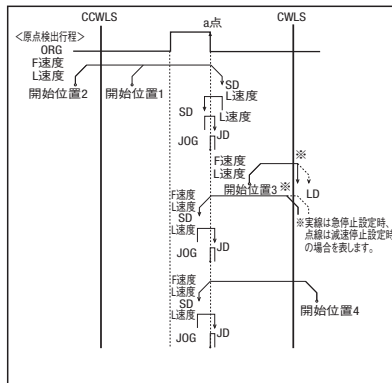 CCWLS
a点
CWLS
<原点検出行程>
ORG
F速度
L速度
開始位置2
開始位置1
SD
L速度
SD
L速度
JOG
JD
F速度
L速度
※
開始位置3
※
LD
F速度
L速度
SD
L速度
JOG
JD
※実線は急停止設定時、
点線は減速停止設定時
の場合を表します。
F速度
L速度
SD
L速度
JOG
JD
開始位置4